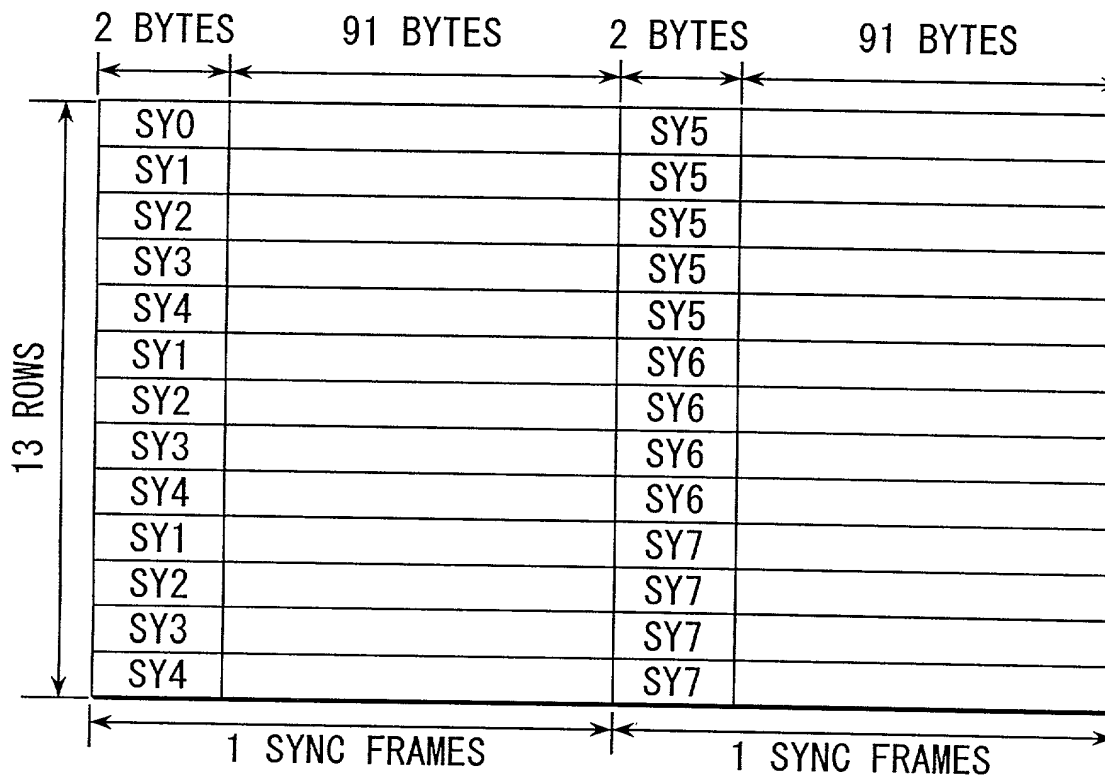 2 BYTES 91 BYTES 2 BYTES 91 BYTES
SY0 SY5
SY1 SY5
SY2 SY5
SY3 SY5
SY4 SY5
SY1 SY6
SY2 SY6
SY3 SY6
SY4 SY6
SY1 SY7
SY2 SY7
SY3 SY7
SY4 SY7
13 ROWS
1 SYNC FRAMES 1 SYNC FRAMES